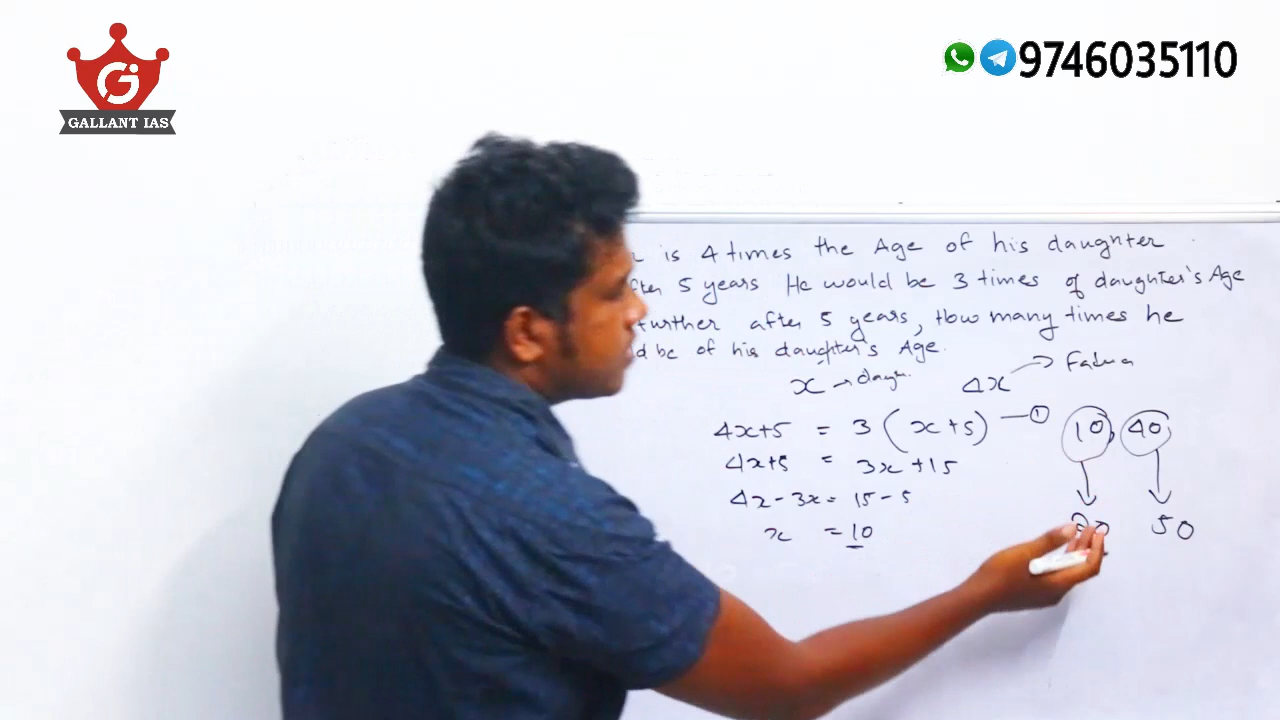 GALLANT IAS
9746035110
is 4 times the Age of his daughter
5 years He would be 3 times of daughter's Age
further after 5 years, How many times he
be of his daughter's Age.
x → daugh. 4x → Father
4x+5 = 3 (x+5) — 1
4x+5 = 3x+15
4x-3x = 15-5
x = 10
10, 40
20 50